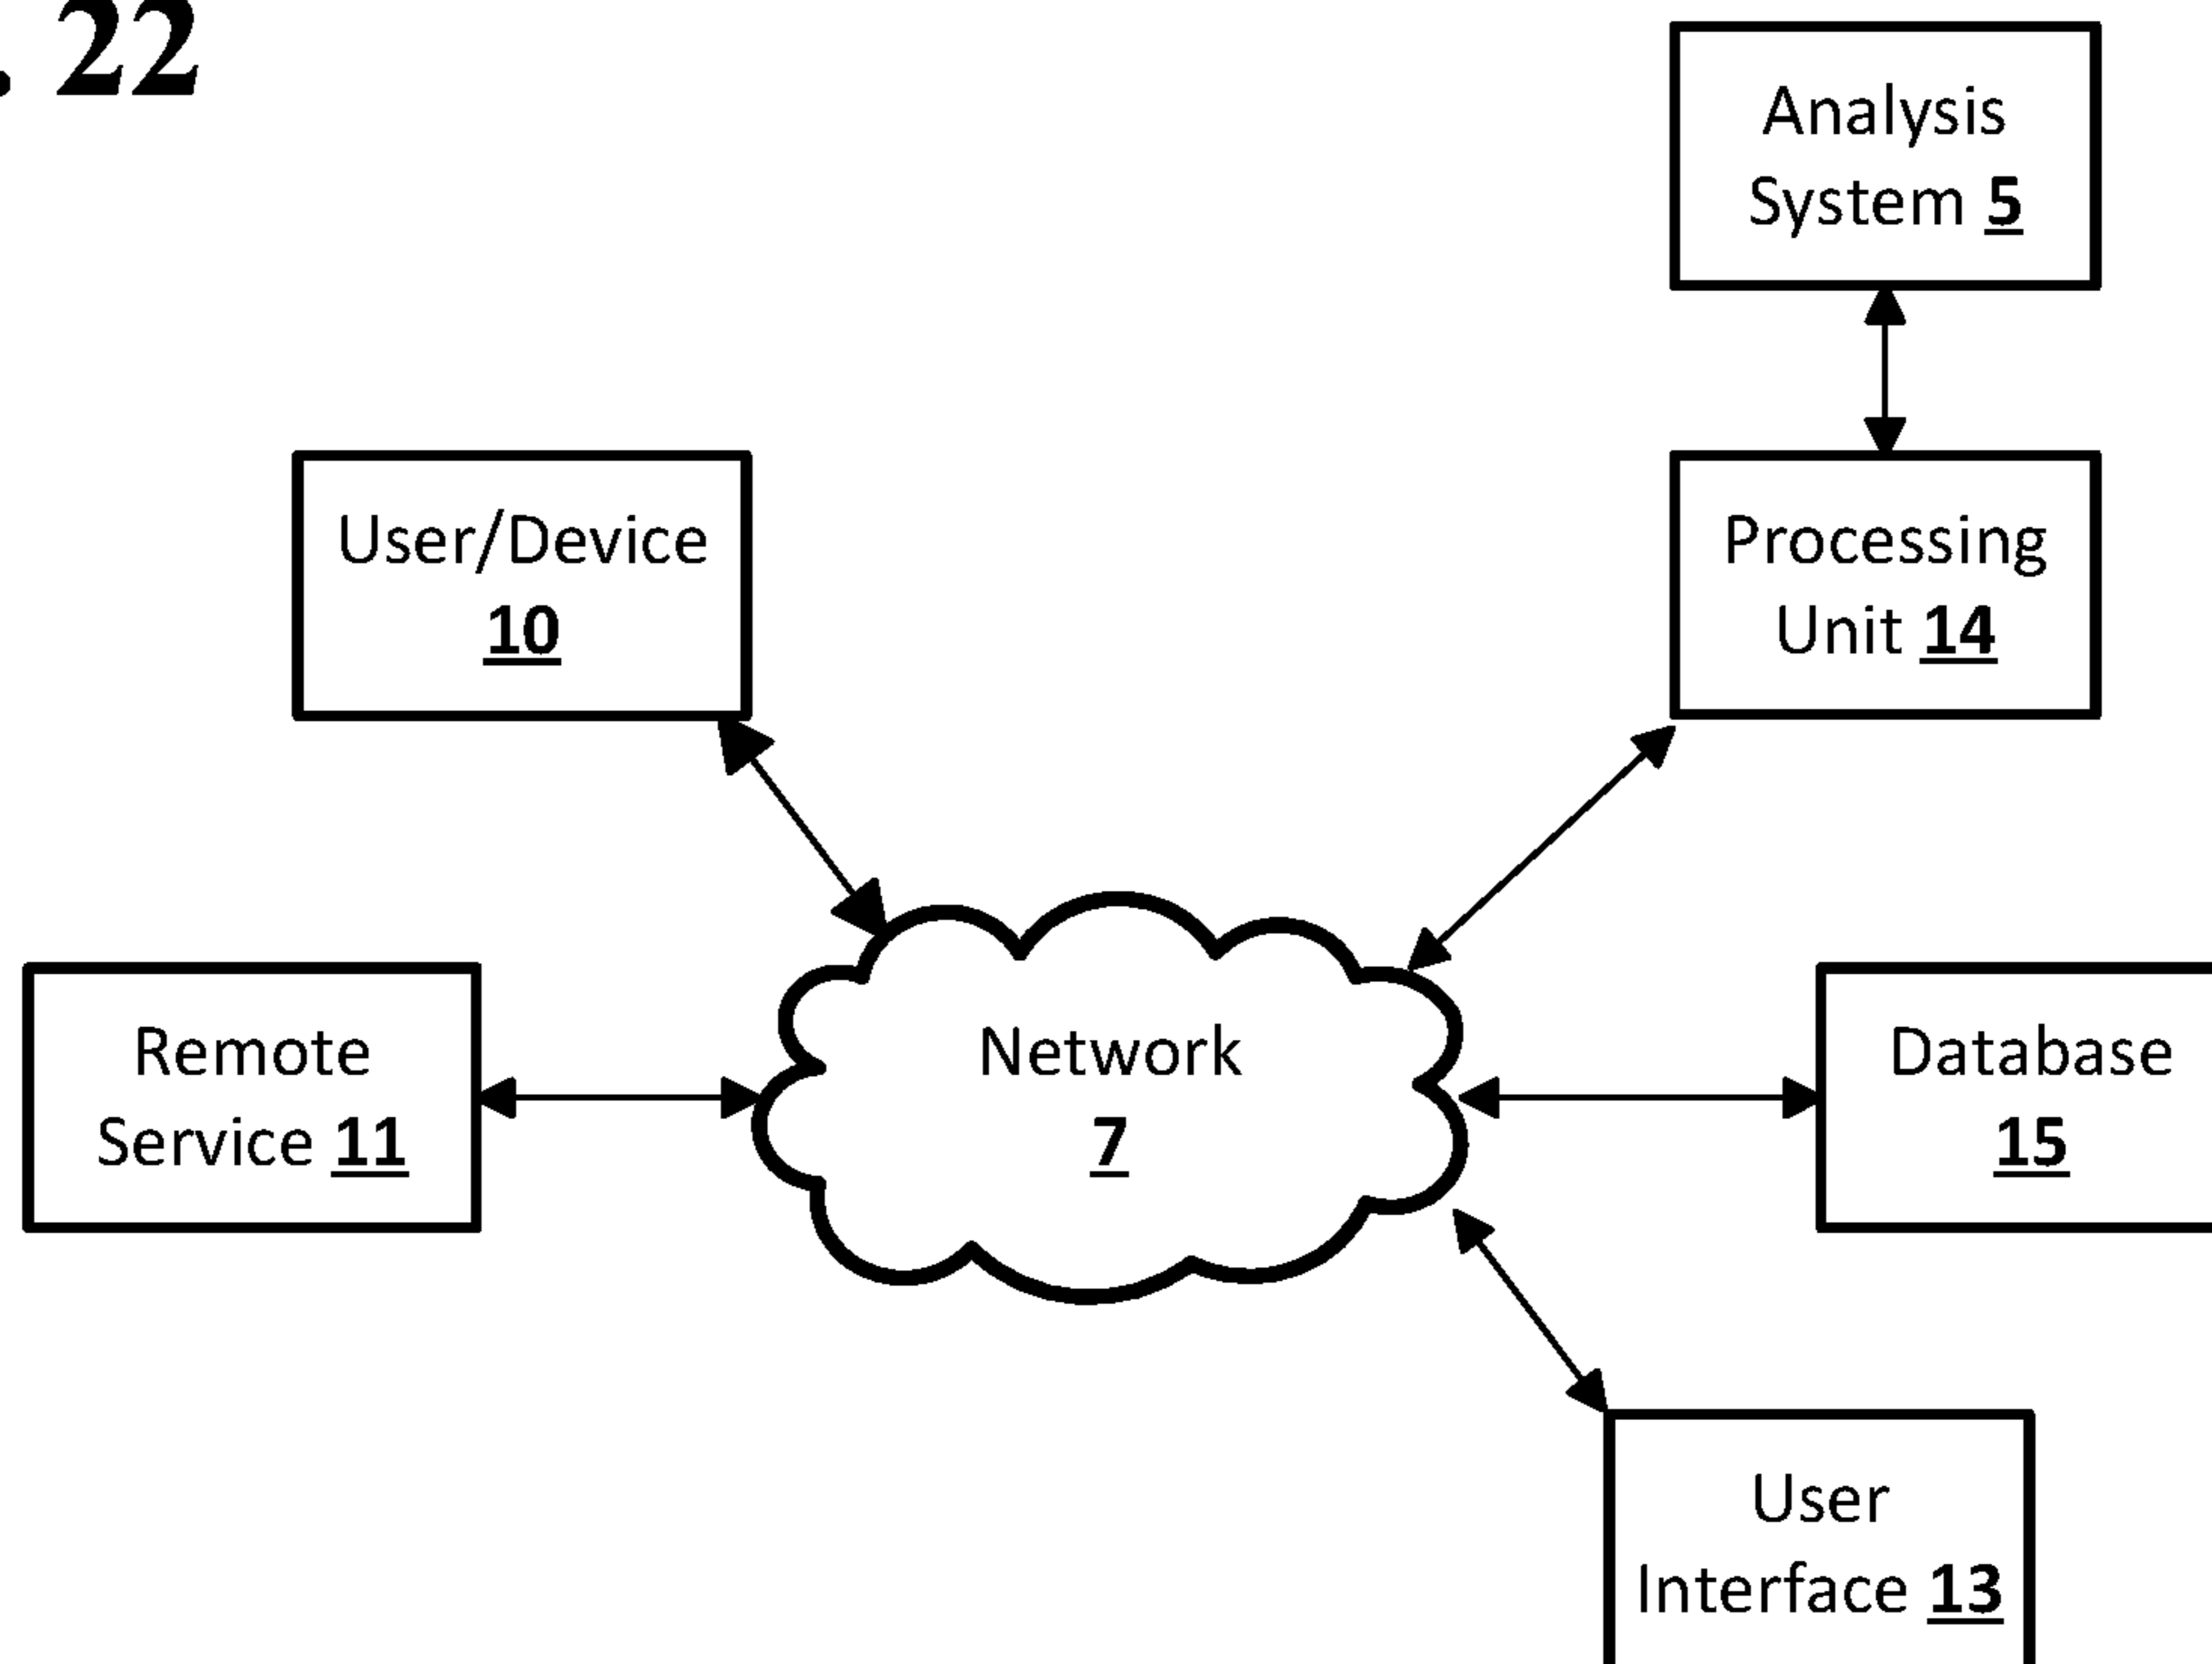 . 22
Analysis
System 5
User/Device
10
Processing
Unit 14
Remote
Service 11
Network
7
Database
15
User
Interface 13